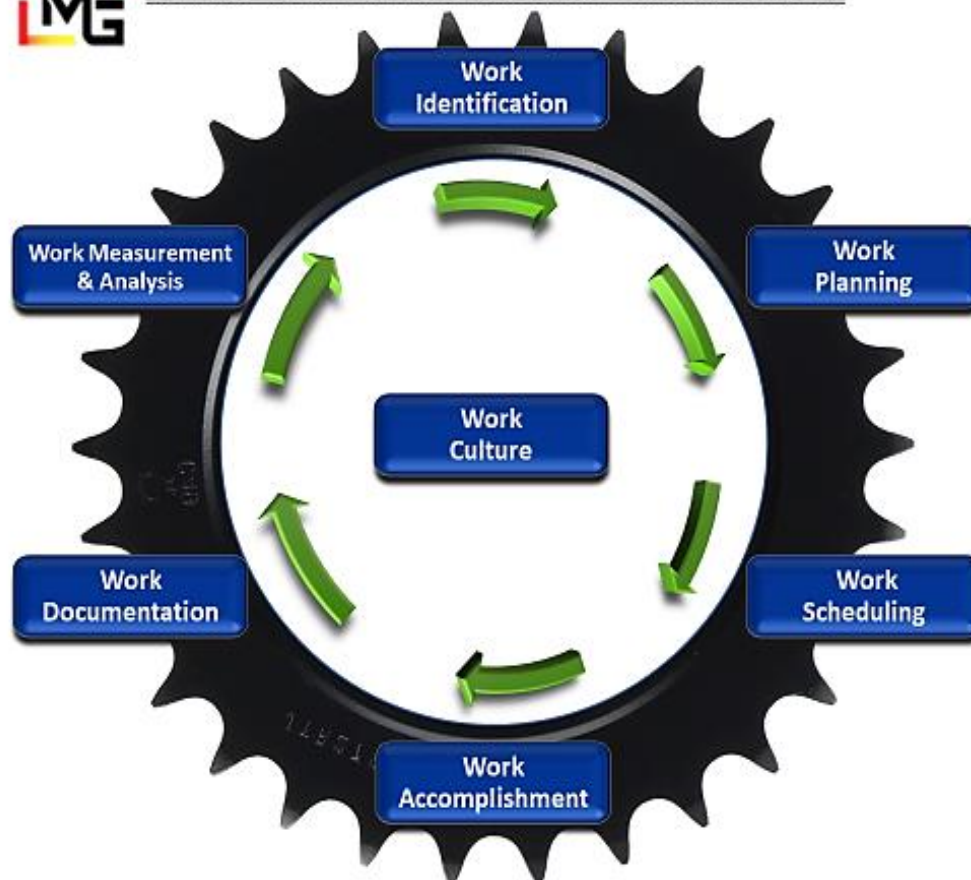 LMG
Work
Identification
Work Measurement
& Analysis
Work
Planning
Work
Culture
Work
Documentation
Work
Scheduling
Work
Accomplishment